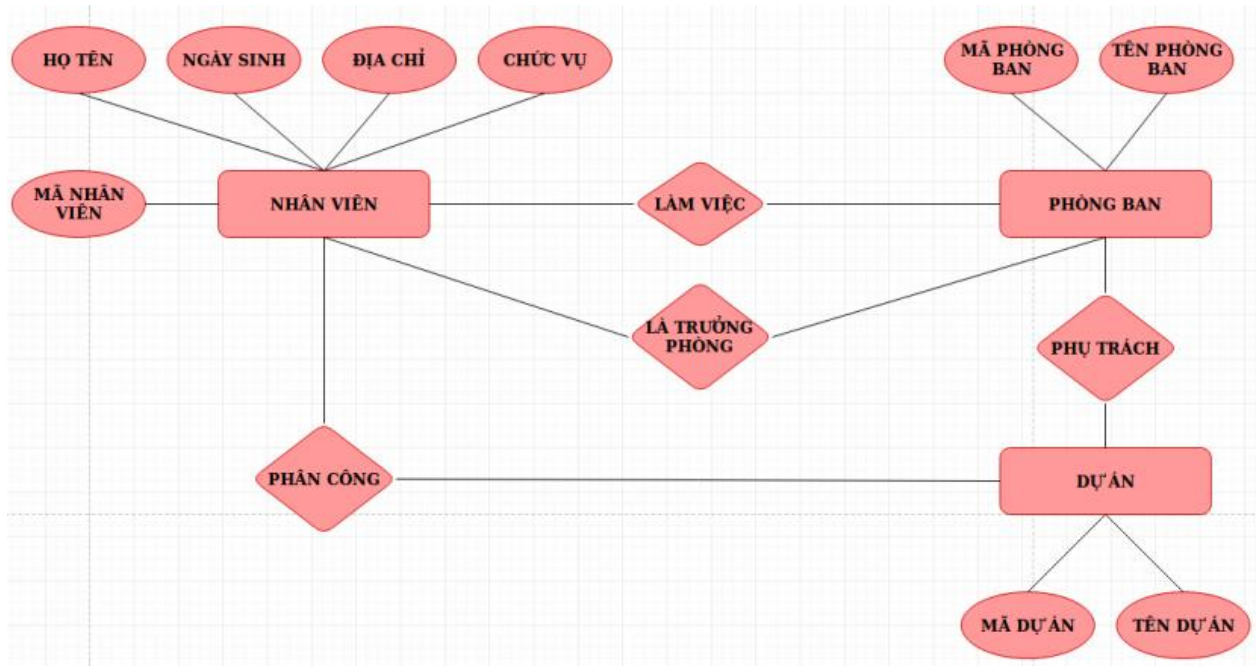 HỌ TÊN
NGÀY SINH
ĐỊA CHỈ
CHỨC VỤ
MÃ PHÒNG
BAN
TÊN PHÒNG
BAN
MÃ NHÂN
VIÊN
NHÂN VIÊN
LÀM VIỆC
PHÒNG BAN
LÀ TRƯỞNG
PHÒNG
PHỤ TRÁCH
PHÂN CÔNG
DỰ ÁN
MÃ DỰ ÁN
TÊN DỰ ÁN